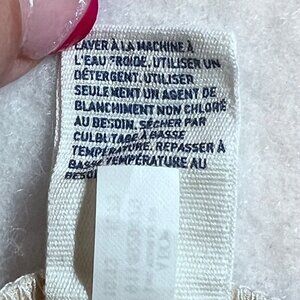 LAVER À LA MACHINE À
L'EAU FROIDE. UTILISER UN
DÉTERGENT. UTILISER
SEULEMENT UN AGENT DE
BLANCHIMENT NON CHLORÉ
AU BESOIN. SÉCHER PAR
CULBUTAGE À BASSE
TEMPÉRATURE. REPASSER À
BASSE TEMPÉRATURE AU
BESOI